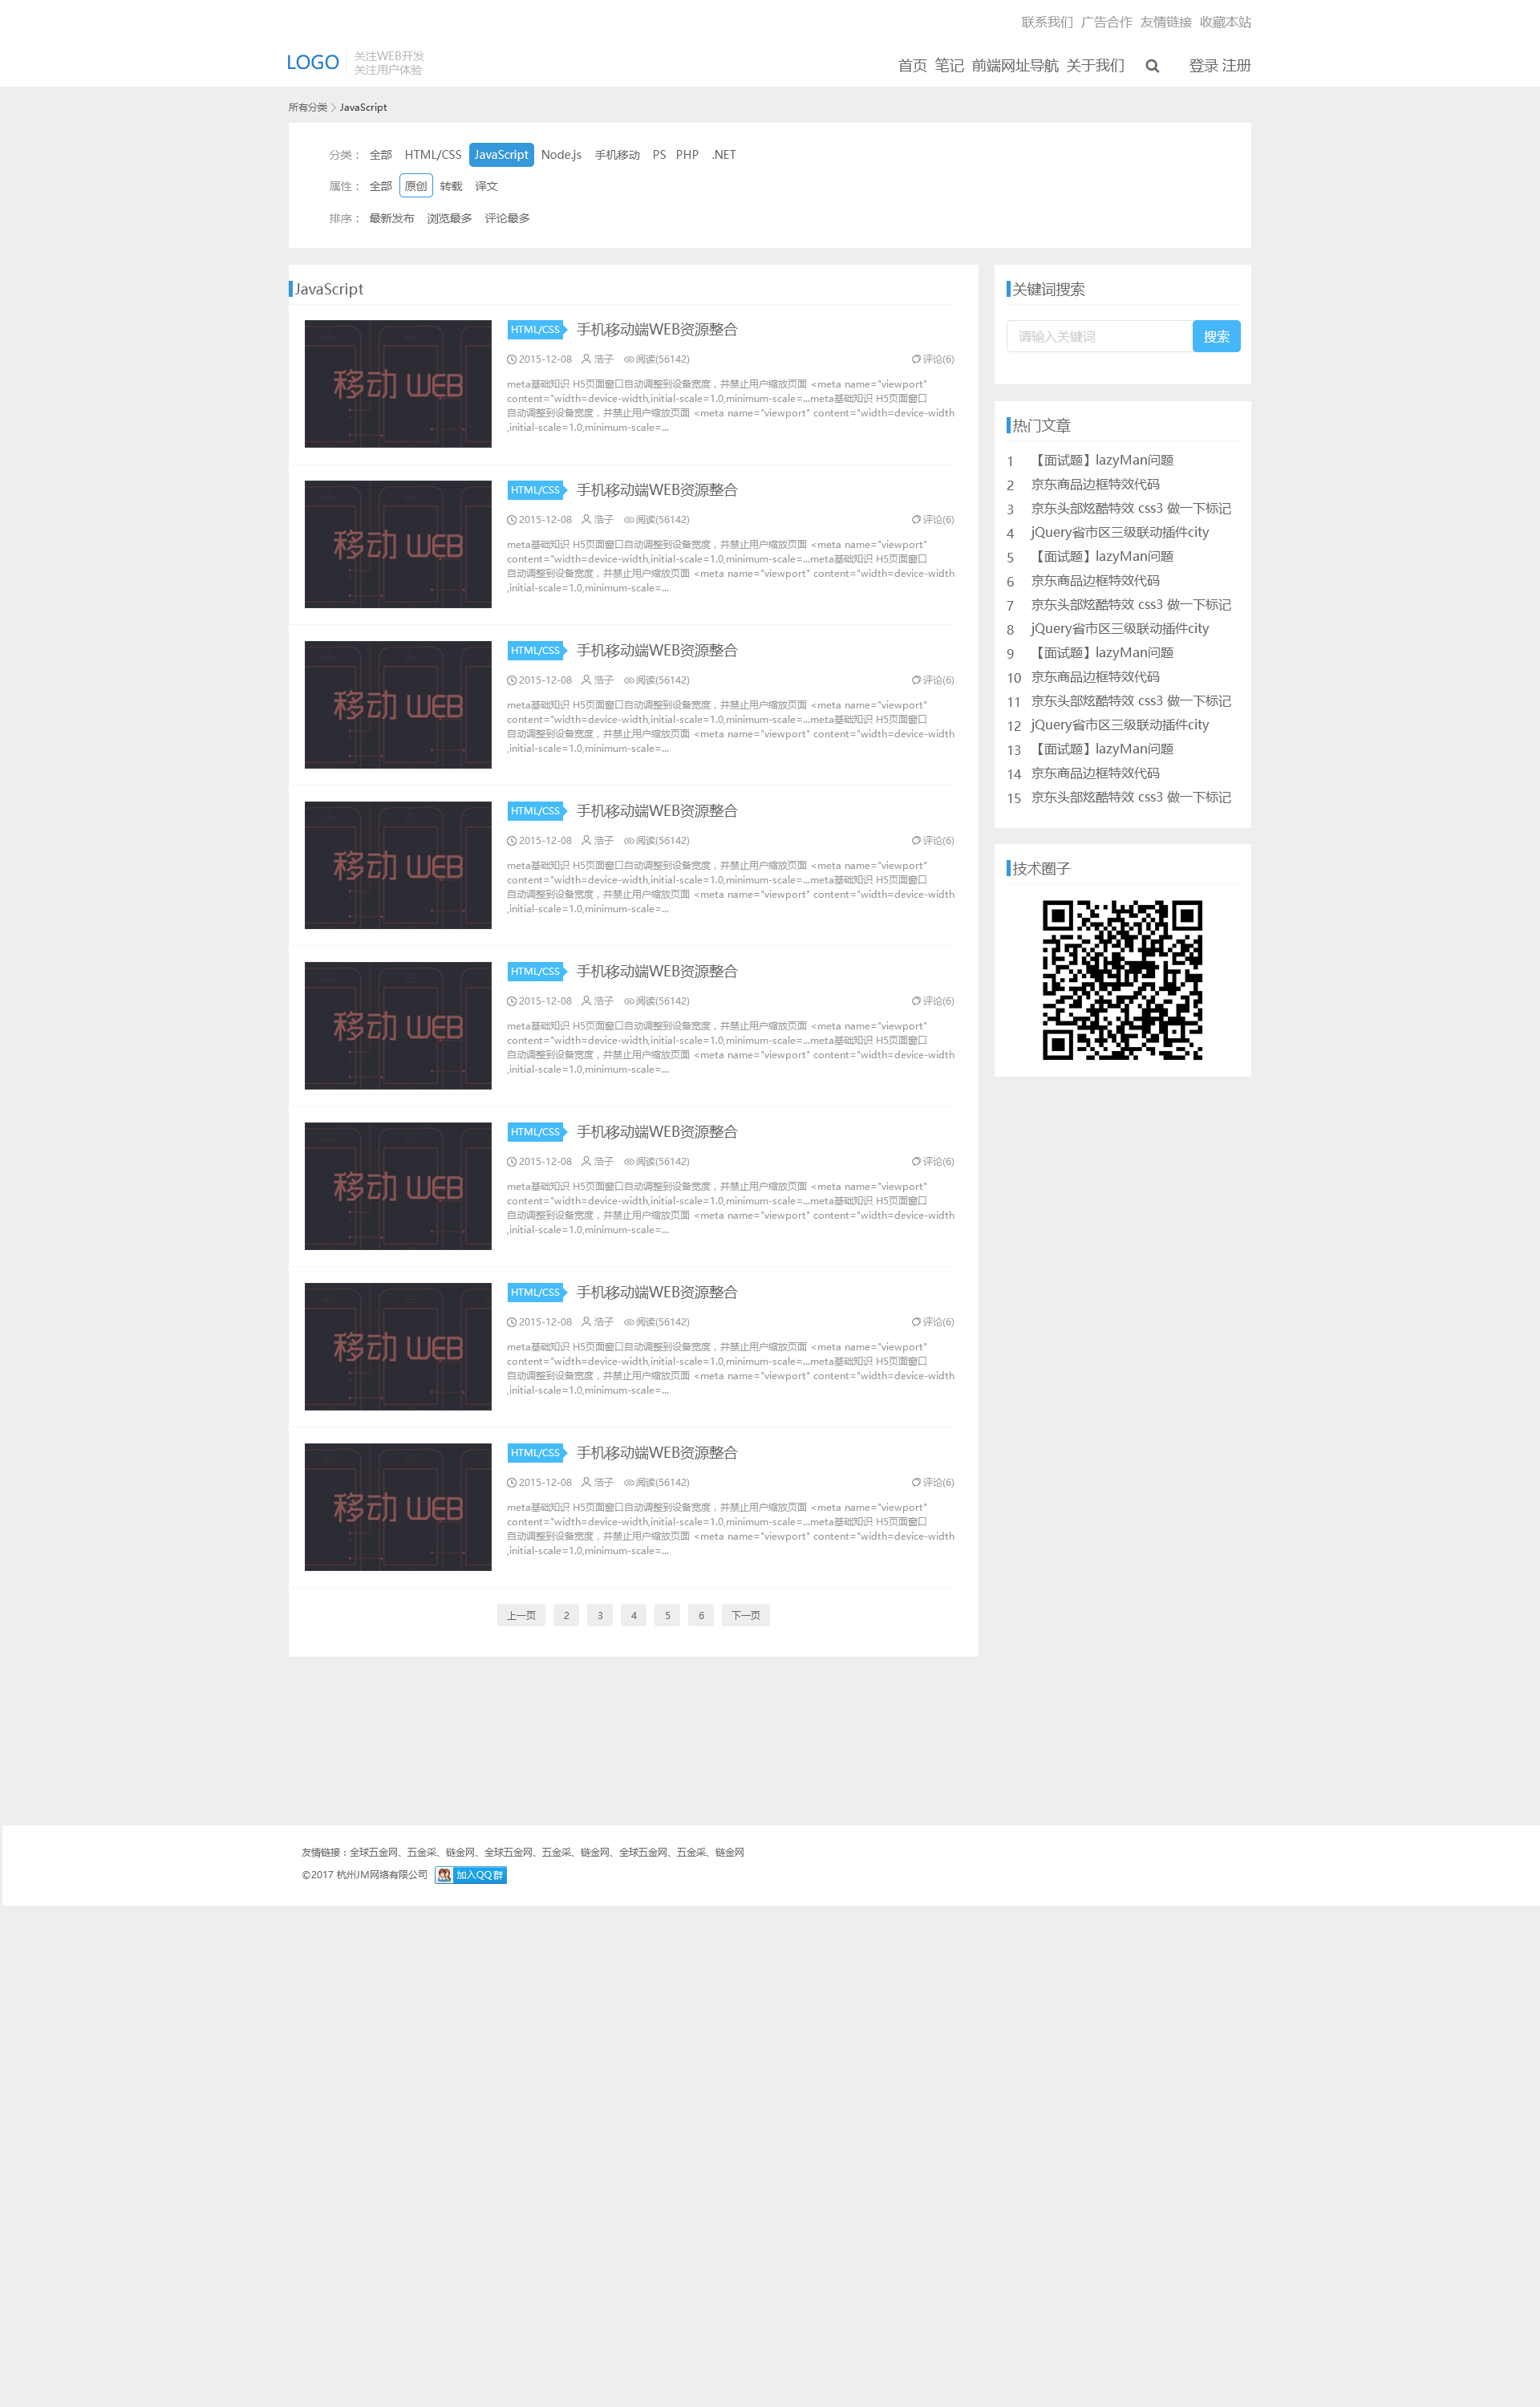 联系我们 广告合作 友情链接 收藏本站
LOGO
关注WEB开发
关注用户体验
首页 笔记 前端网址导航 关于我们 登录 注册
所有分类 > JavaScript
分类： 全部 HTML/CSS JavaScript Node.js 手机移动 PS PHP .NET
属性： 全部 原创 转载 译文
排序： 最新发布 浏览最多 评论最多
JavaScript
移动 WEB
HTML/CSS 手机移动端WEB资源整合
2015-12-08 浩子 阅读(56142) 评论(6)
meta基础知识 H5页面窗口自动调整到设备宽度，并禁止用户缩放页面 <meta name="viewport"
content="width=device-width,initial-scale=1.0,minimum-scale=...meta基础知识 H5页面窗口
自动调整到设备宽度，并禁止用户缩放页面 <meta name="viewport" content="width=device-width
,initial-scale=1.0,minimum-scale=...
移动 WEB
HTML/CSS 手机移动端WEB资源整合
2015-12-08 浩子 阅读(56142) 评论(6)
meta基础知识 H5页面窗口自动调整到设备宽度，并禁止用户缩放页面 <meta name="viewport"
content="width=device-width,initial-scale=1.0,minimum-scale=...meta基础知识 H5页面窗口
自动调整到设备宽度，并禁止用户缩放页面 <meta name="viewport" content="width=device-width
,initial-scale=1.0,minimum-scale=...
移动 WEB
HTML/CSS 手机移动端WEB资源整合
2015-12-08 浩子 阅读(56142) 评论(6)
meta基础知识 H5页面窗口自动调整到设备宽度，并禁止用户缩放页面 <meta name="viewport"
content="width=device-width,initial-scale=1.0,minimum-scale=...meta基础知识 H5页面窗口
自动调整到设备宽度，并禁止用户缩放页面 <meta name="viewport" content="width=device-width
,initial-scale=1.0,minimum-scale=...
移动 WEB
HTML/CSS 手机移动端WEB资源整合
2015-12-08 浩子 阅读(56142) 评论(6)
meta基础知识 H5页面窗口自动调整到设备宽度，并禁止用户缩放页面 <meta name="viewport"
content="width=device-width,initial-scale=1.0,minimum-scale=...meta基础知识 H5页面窗口
自动调整到设备宽度，并禁止用户缩放页面 <meta name="viewport" content="width=device-width
,initial-scale=1.0,minimum-scale=...
移动 WEB
HTML/CSS 手机移动端WEB资源整合
2015-12-08 浩子 阅读(56142) 评论(6)
meta基础知识 H5页面窗口自动调整到设备宽度，并禁止用户缩放页面 <meta name="viewport"
content="width=device-width,initial-scale=1.0,minimum-scale=...meta基础知识 H5页面窗口
自动调整到设备宽度，并禁止用户缩放页面 <meta name="viewport" content="width=device-width
,initial-scale=1.0,minimum-scale=...
移动 WEB
HTML/CSS 手机移动端WEB资源整合
2015-12-08 浩子 阅读(56142) 评论(6)
meta基础知识 H5页面窗口自动调整到设备宽度，并禁止用户缩放页面 <meta name="viewport"
content="width=device-width,initial-scale=1.0,minimum-scale=...meta基础知识 H5页面窗口
自动调整到设备宽度，并禁止用户缩放页面 <meta name="viewport" content="width=device-width
,initial-scale=1.0,minimum-scale=...
移动 WEB
HTML/CSS 手机移动端WEB资源整合
2015-12-08 浩子 阅读(56142) 评论(6)
meta基础知识 H5页面窗口自动调整到设备宽度，并禁止用户缩放页面 <meta name="viewport"
content="width=device-width,initial-scale=1.0,minimum-scale=...meta基础知识 H5页面窗口
自动调整到设备宽度，并禁止用户缩放页面 <meta name="viewport" content="width=device-width
,initial-scale=1.0,minimum-scale=...
移动 WEB
HTML/CSS 手机移动端WEB资源整合
2015-12-08 浩子 阅读(56142) 评论(6)
meta基础知识 H5页面窗口自动调整到设备宽度，并禁止用户缩放页面 <meta name="viewport"
content="width=device-width,initial-scale=1.0,minimum-scale=...meta基础知识 H5页面窗口
自动调整到设备宽度，并禁止用户缩放页面 <meta name="viewport" content="width=device-width
,initial-scale=1.0,minimum-scale=...
上一页 2 3 4 5 6 下一页
关键词搜索
请输入关键词 搜索
热门文章
1 【面试题】lazyMan问题
2 京东商品边框特效代码
3 京东头部炫酷特效 css3 做一下标记
4 jQuery省市区三级联动插件city
5 【面试题】lazyMan问题
6 京东商品边框特效代码
7 京东头部炫酷特效 css3 做一下标记
8 jQuery省市区三级联动插件city
9 【面试题】lazyMan问题
10 京东商品边框特效代码
11 京东头部炫酷特效 css3 做一下标记
12 jQuery省市区三级联动插件city
13 【面试题】lazyMan问题
14 京东商品边框特效代码
15 京东头部炫酷特效 css3 做一下标记
技术圈子
友情链接：全球五金网、五金采、链金网、全球五金网、五金采、链金网、全球五金网、五金采、链金网
©2017 杭州JM网络有限公司 加入QQ群